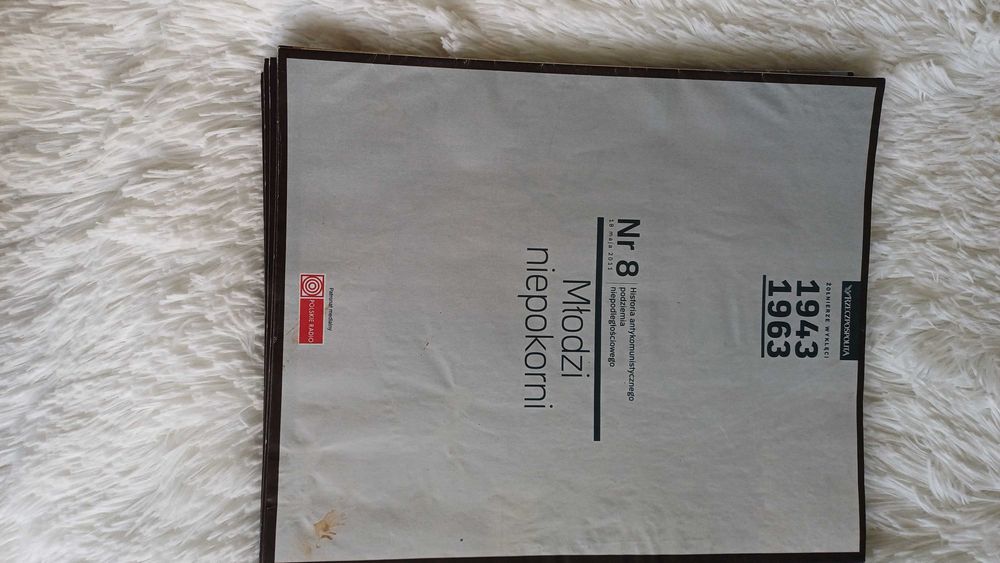 RZECZPOSPOLITA
ŻOŁNIERZE WYKLĘCI
1943
1963
Nr 8
18 maja 2011
Historia antykomunistycznego
podziemia
niepodległościowego
Młodzi
niepokorni
Patronat medialny
POLSKIE RADIO